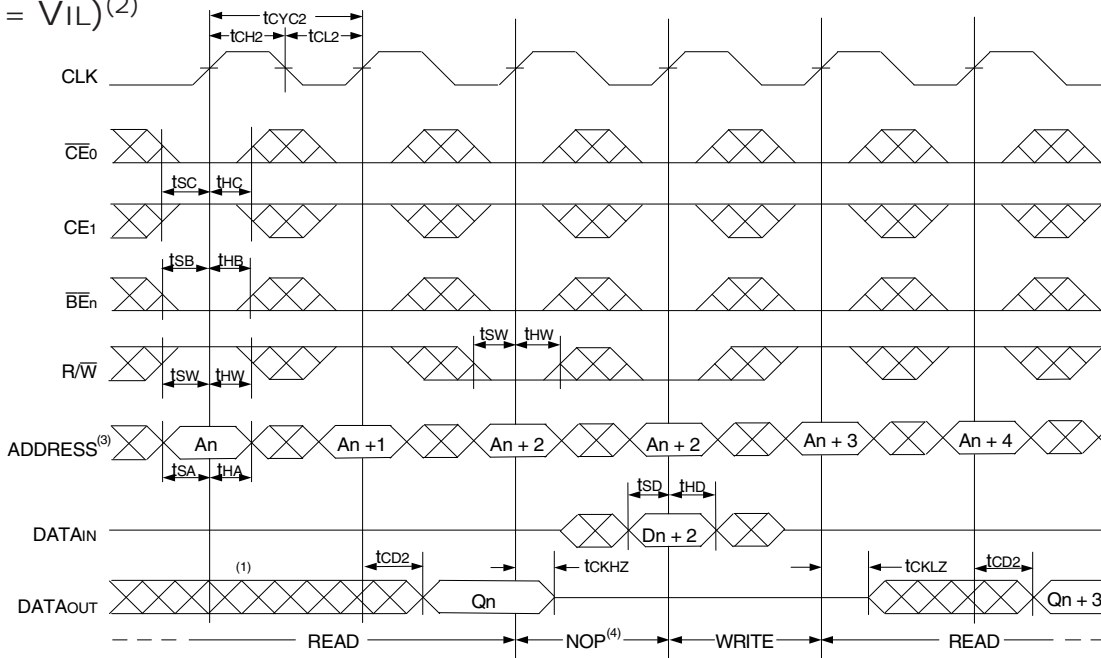 = VIL)(2)
tCYC2
tCH2 tCL2
CLK
CE0
tSC tHC
CE1
tSB tHB
BEn
tSW tHW
R/W
tSW tHW
ADDRESS(3) An An + 1 An + 2 An + 2 An + 3 An + 4
tSA tHA
tSD tHD
DATAIN Dn + 2
(1) tCD2 tCKHZ tCKLZ tCD2
DATAOUT Qn Qn + 3
READ NOP(4) WRITE READ